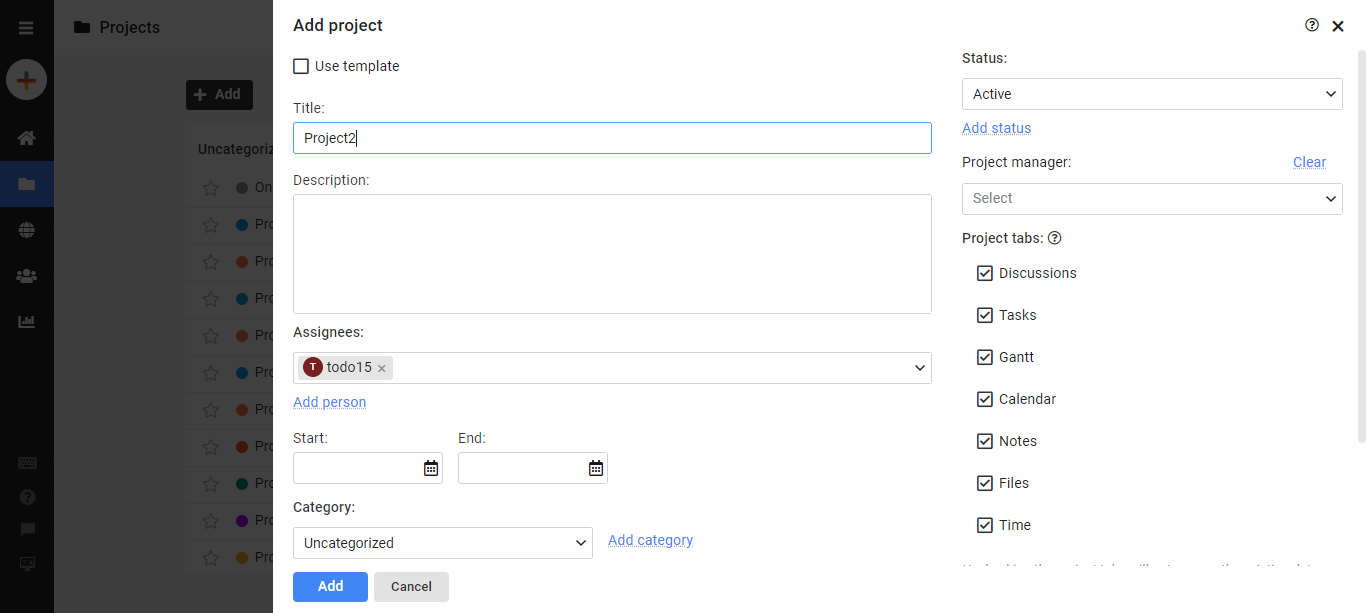 Projects
Add
Uncategoriz
On
Pro
Pro
Pro
Pro
Pro
Pro
Pro
Pro
Pro
Pro
Add project
Use template
Title:
Project2
Description:
Assignees:
T todo15 ×
Add person
Start: End:
Category:
Uncategorized Add category
Add Cancel
Status:
Active
Add status
Project manager: Clear
Select
Project tabs:
Discussions
Tasks
Gantt
Calendar
Notes
Files
Time